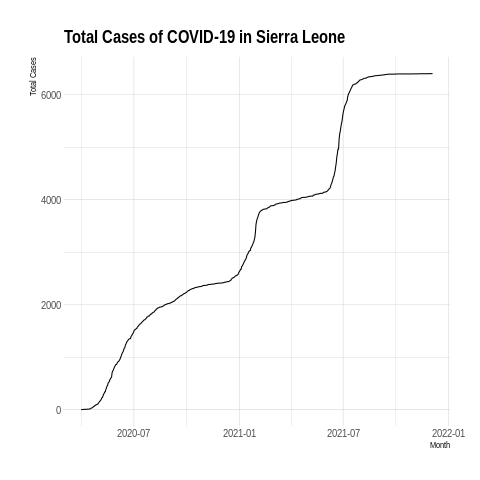 Total Cases of COVID-19 in Sierra Leone
Total Cases
6000
4000
2000
0
2020-07
2021-01
2021-07
2022-01
Month